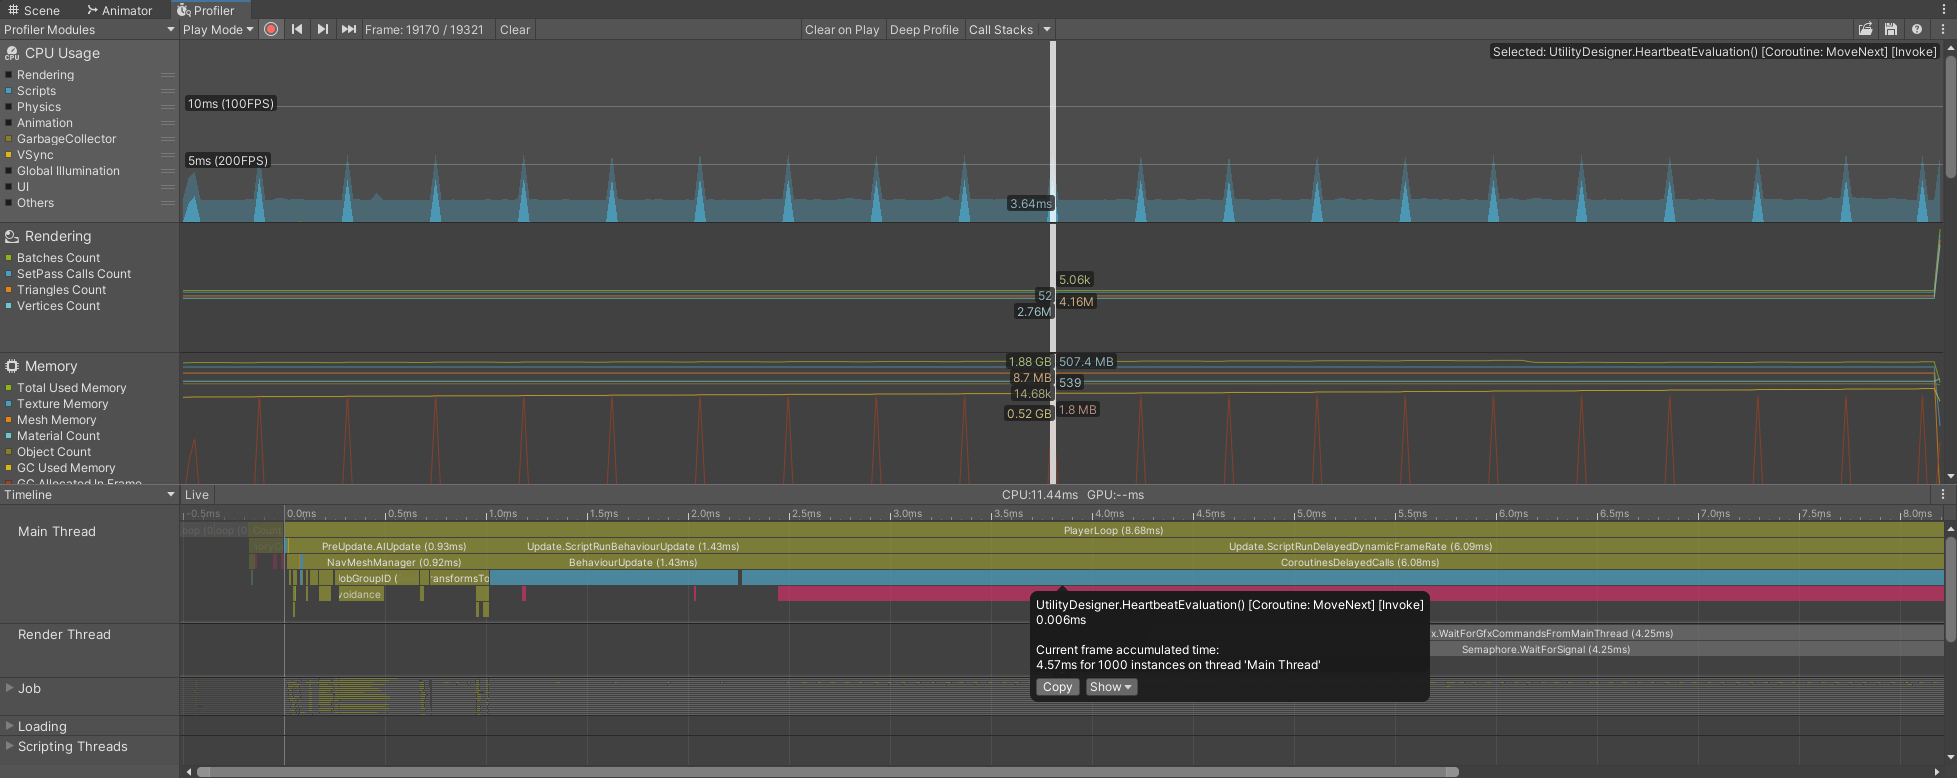 Scene Animator Profiler
Profiler Modules Play Mode Frame: 19170 / 19321 Clear Clear on Play Deep Profile Call Stacks
CPU Usage
Selected: UtilityDesigner.HeartbeatEvaluation() [Coroutine: MoveNext] [Invoke]
Rendering
Scripts
Physics
Animation
GarbageCollector
VSync
Global Illumination
UI
Others
10ms (100FPS)
5ms (200FPS)
3.64ms
Rendering
Batches Count
SetPass Calls Count
Triangles Count
Vertices Count
5.06k
52
4.16M
2.76M
Memory
Total Used Memory
Texture Memory
Mesh Memory
Material Count
Object Count
GC Used Memory
GC Allocated In Frame
1.88 GB 507.4 MB
8.7 MB 539
14.68k
0.52 GB 1.8 MB
Timeline Live CPU:11.44ms GPU:--ms
-0.5ms 0.0ms 0.5ms 1.0ms 1.5ms 2.0ms 2.5ms 3.0ms 3.5ms 4.0ms 4.5ms 5.0ms 5.5ms 6.0ms 6.5ms 7.0ms 7.5ms 8.0ms
Main Thread
PlayerLoop (8.68ms)
PreUpdate.AIUpdate (0.93ms) Update.ScriptRunBehaviourUpdate (1.43ms) Update.ScriptRunDelayedDynamicFrameRate (6.09ms)
NavMeshManager (0.92ms) BehaviourUpdate (1.43ms) CoroutinesDelayedCalls (6.08ms)
JobGroupID ( ansformsTo
voidance
UtilityDesigner.HeartbeatEvaluation() [Coroutine: MoveNext] [Invoke]
0.006ms
Current frame accumulated time:
4.57ms for 1000 instances on thread 'Main Thread'
Copy Show
Render Thread
x.WaitForGfxCommandsFromMainThread (4.25ms)
Semaphore.WaitForSignal (4.25ms)
Job
Loading
Scripting Threads